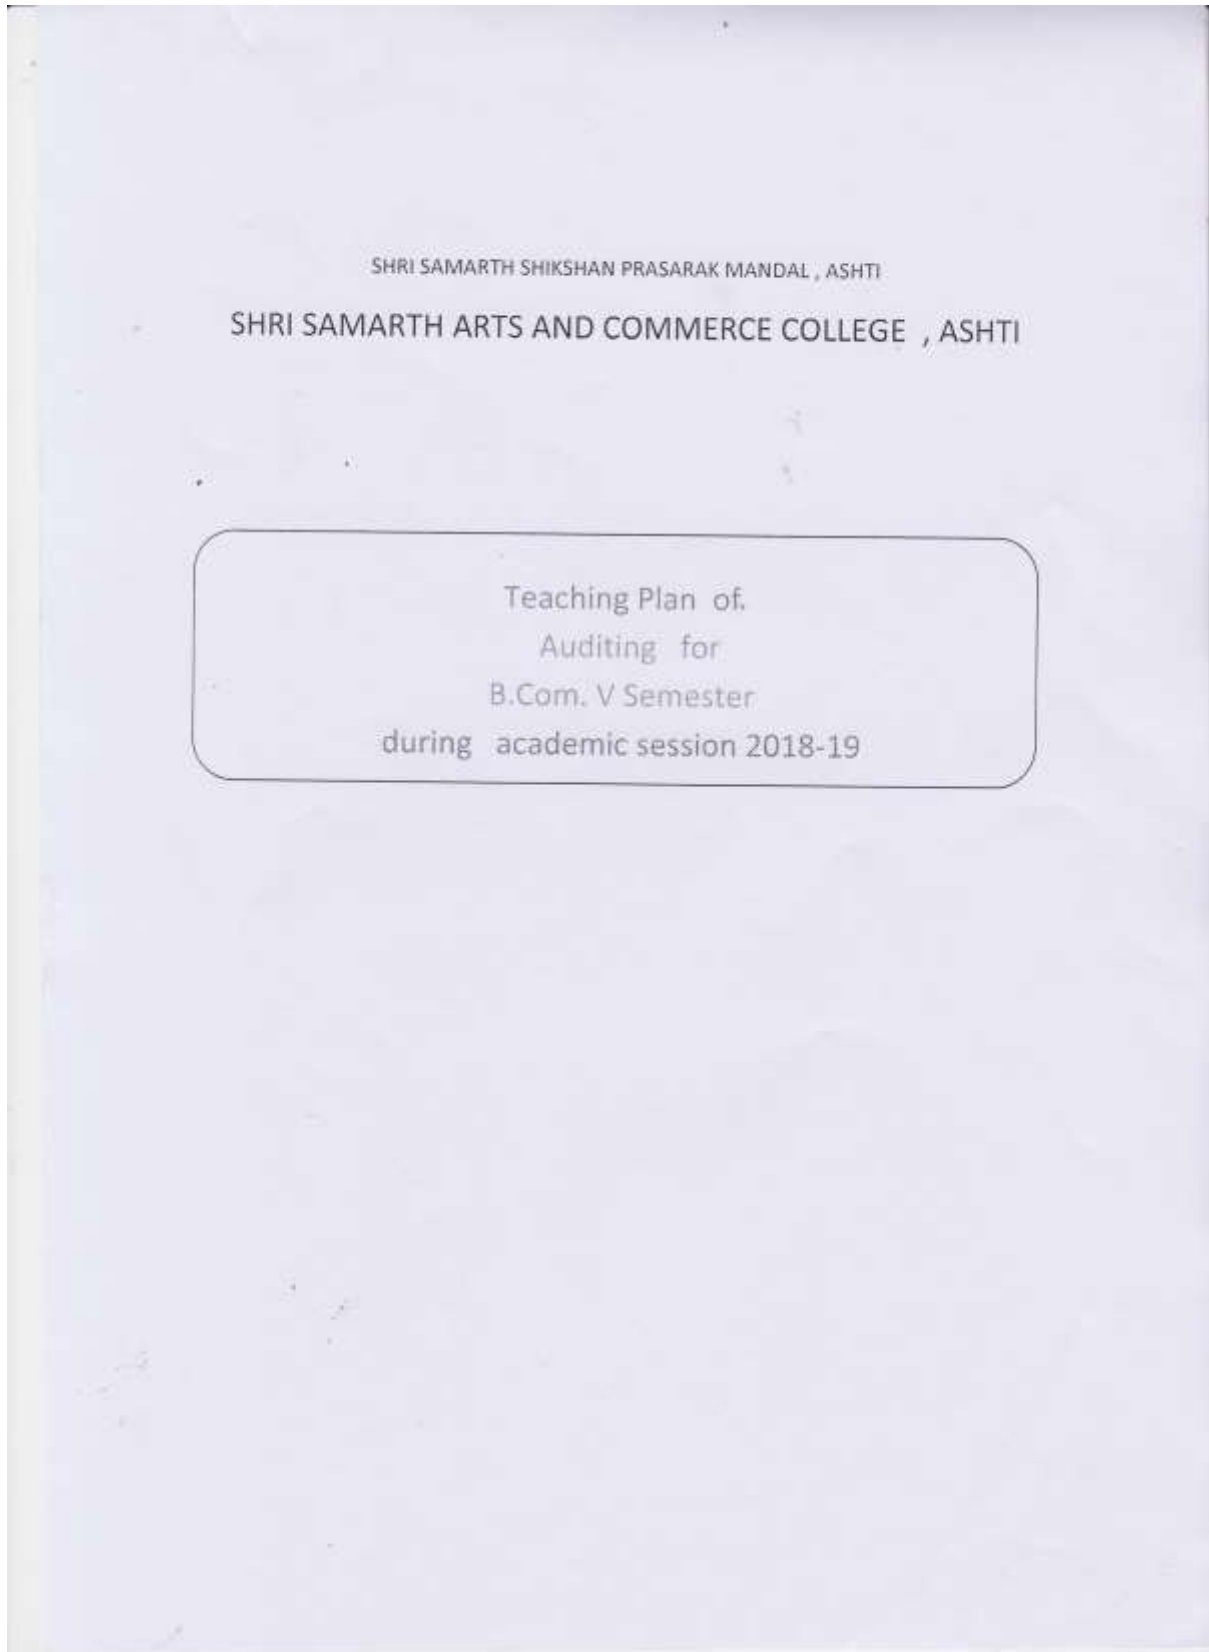 SHRI SAMARTH SHIKSHAN PRASARAK MANDAL , ASHTI
SHRI SAMARTH ARTS AND COMMERCE COLLEGE , ASHTI
Teaching Plan of.
Auditing for
B.Com. V Semester
during academic session 2018-19